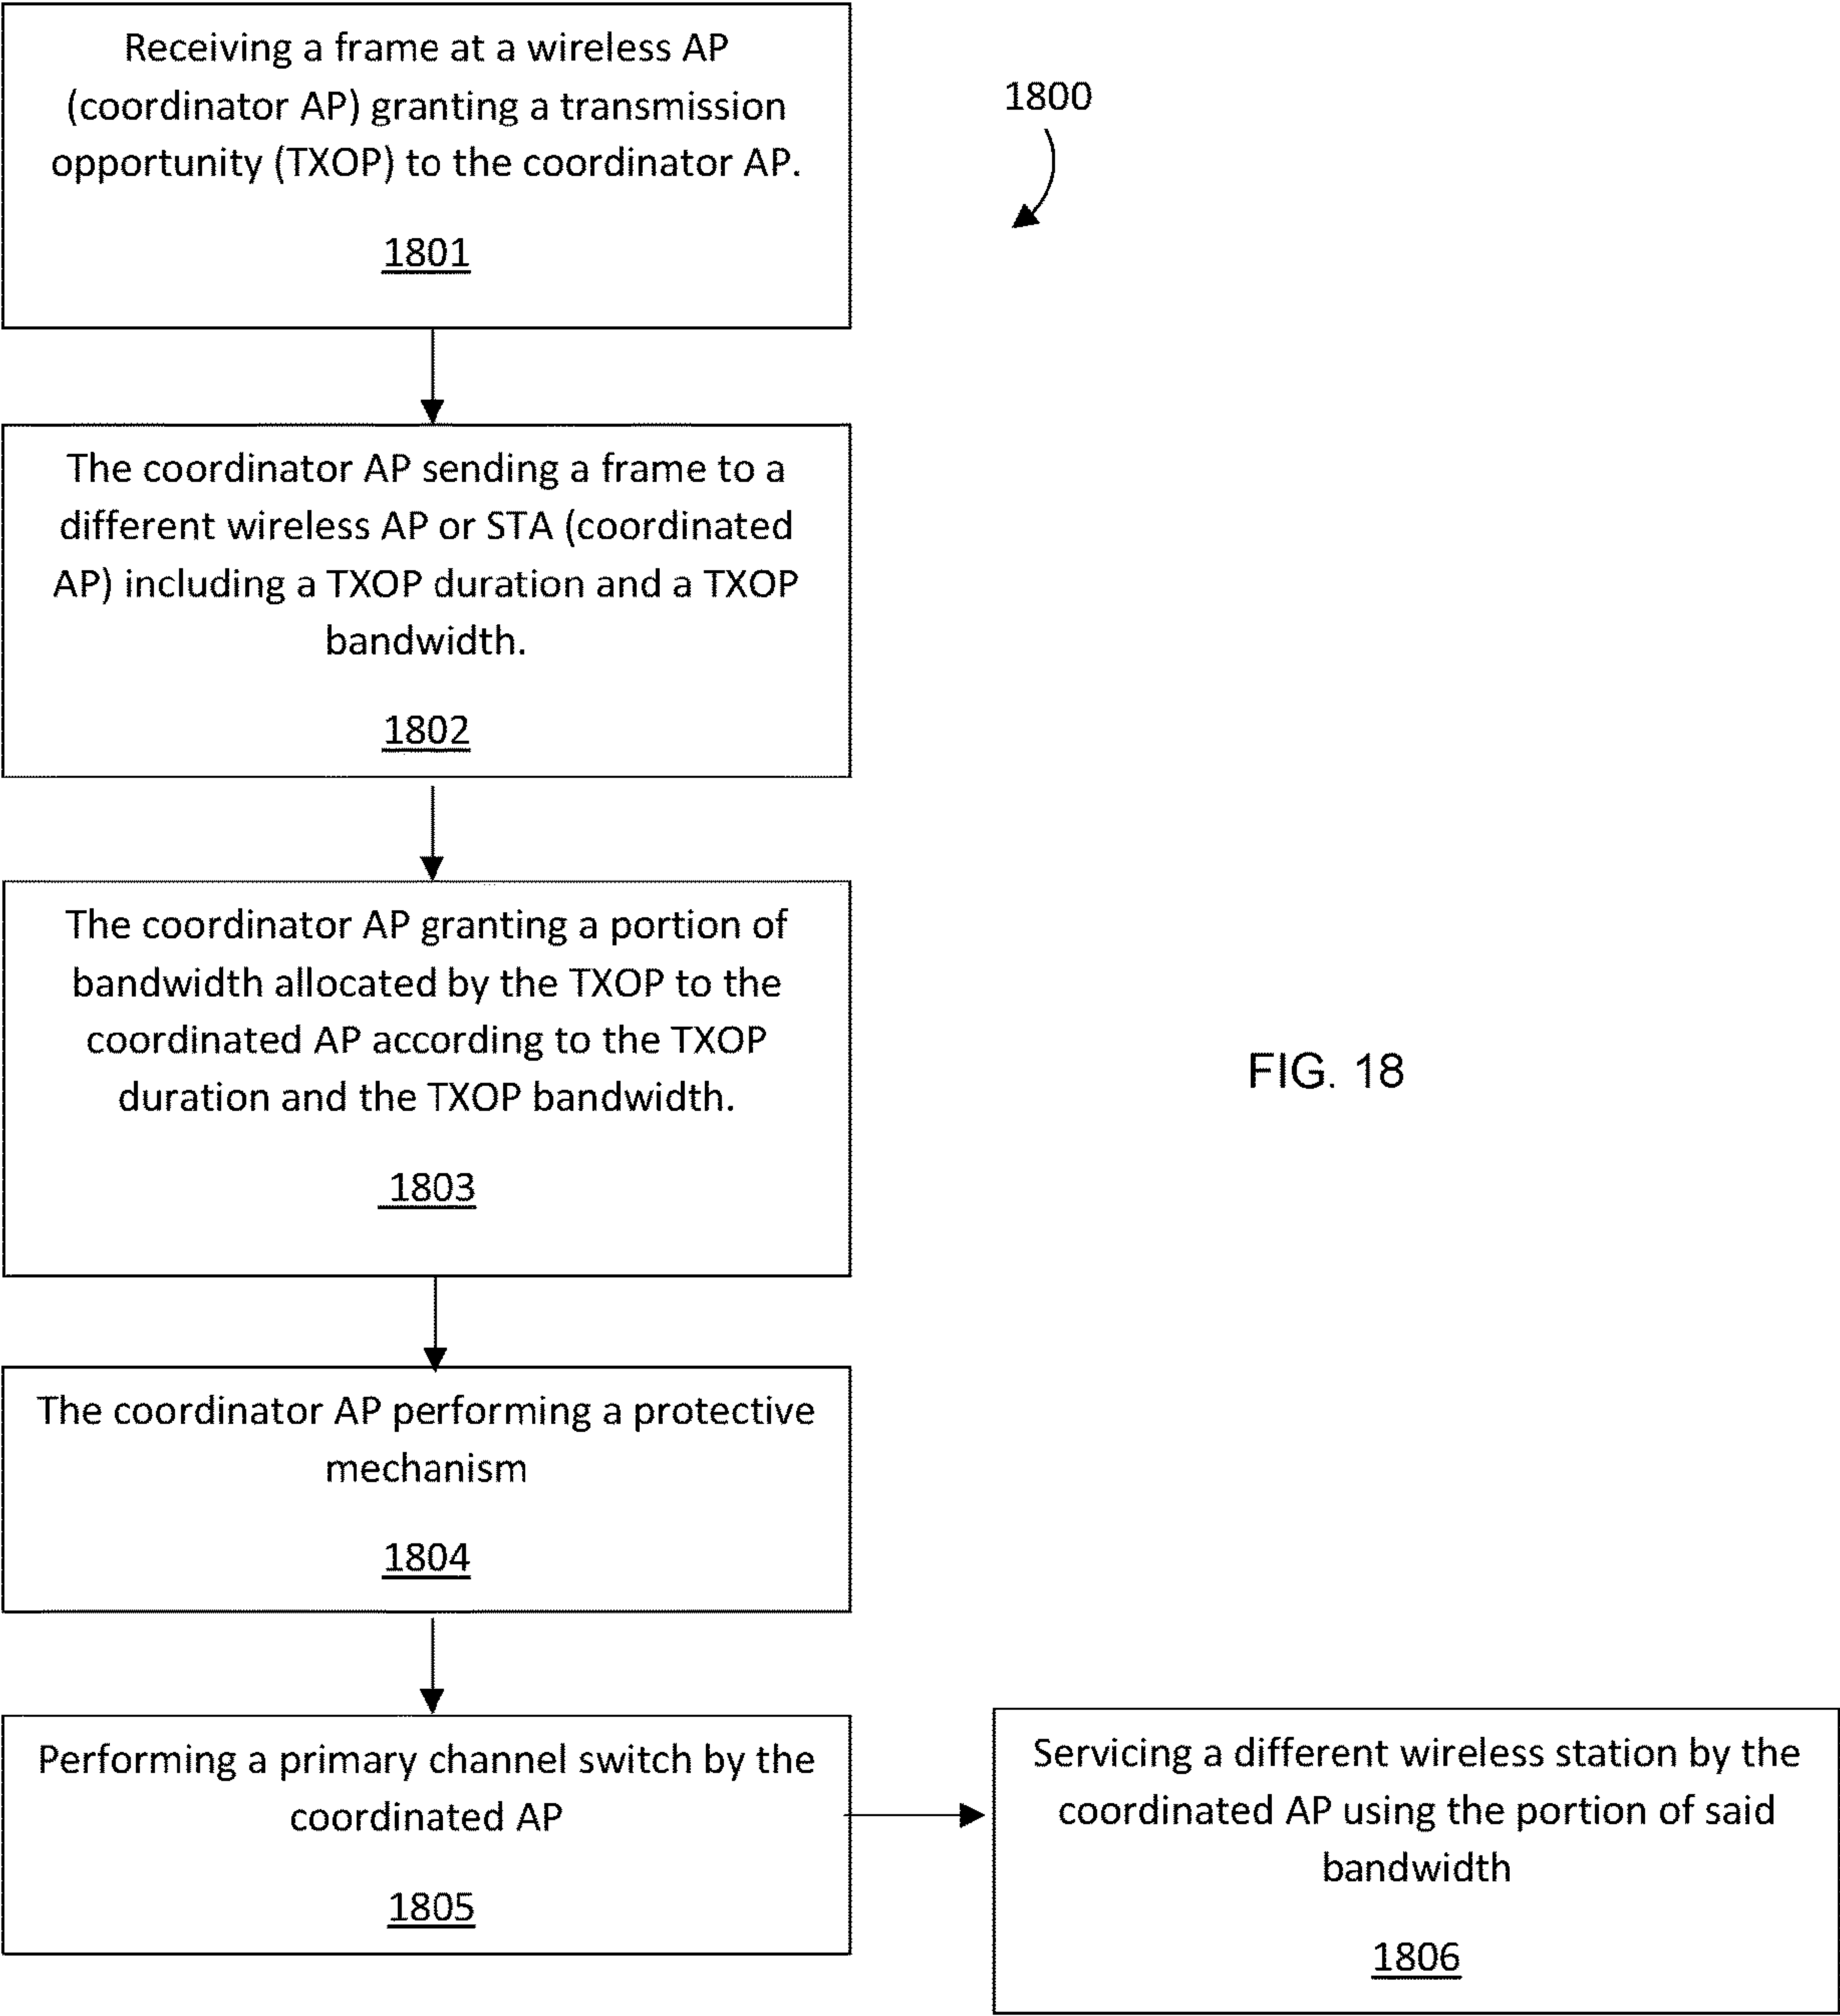 Receiving a frame at a wireless AP
(coordinator AP) granting a transmission
opportunity (TXOP) to the coordinator AP.
1801
1800
The coordinator AP sending a frame to a
different wireless AP or STA (coordinated
AP) including a TXOP duration and a TXOP
bandwidth.
1802
The coordinator AP granting a portion of
bandwidth allocated by the TXOP to the
coordinated AP according to the TXOP
duration and the TXOP bandwidth.
1803
FIG. 18
The coordinator AP performing a protective
mechanism
1804
Performing a primary channel switch by the
coordinated AP
1805
Servicing a different wireless station by the
coordinated AP using the portion of said
bandwidth
1806